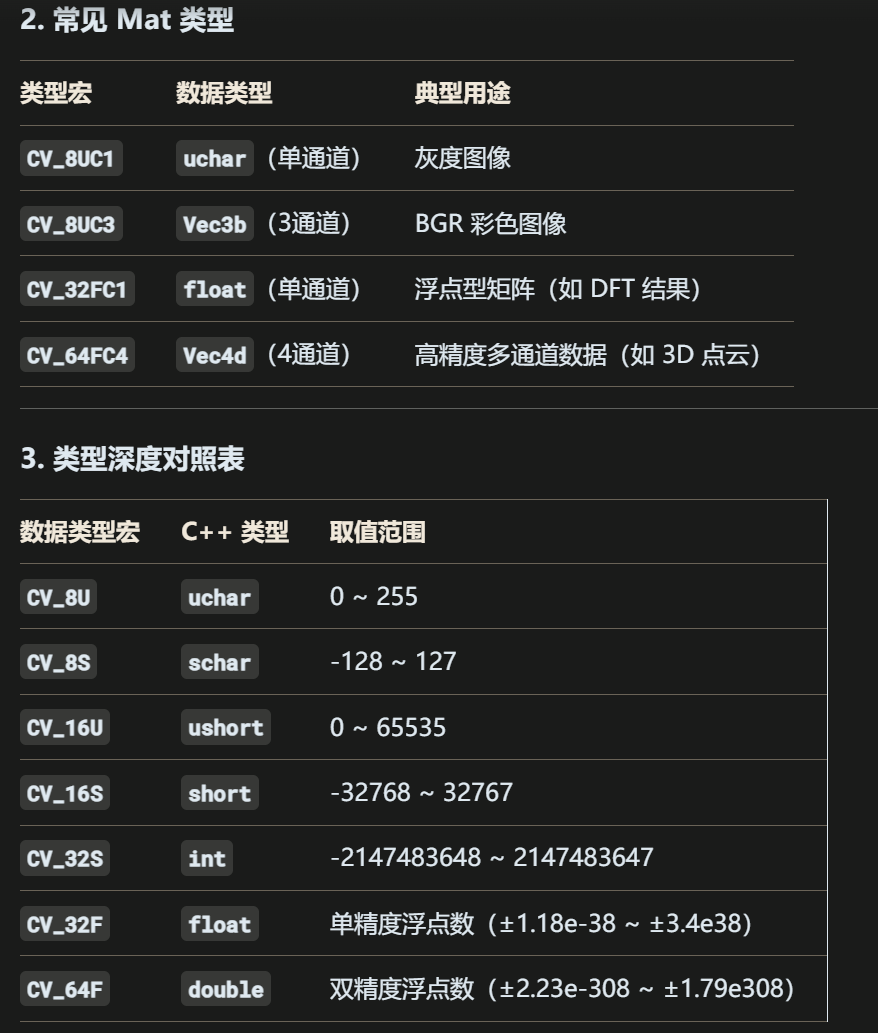 2. 常见 Mat 类型
类型宏 数据类型 典型用途
CV_8UC1 uchar (单通道) 灰度图像
CV_8UC3 Vec3b (3通道) BGR 彩色图像
CV_32FC1 float (单通道) 浮点型矩阵（如 DFT 结果）
CV_64FC4 Vec4d (4通道) 高精度多通道数据（如 3D 点云）
3. 类型深度对照表
数据类型宏 C++ 类型 取值范围
CV_8U uchar 0 ~ 255
CV_8S schar -128 ~ 127
CV_16U ushort 0 ~ 65535
CV_16S short -32768 ~ 32767
CV_32S int -2147483648 ~ 2147483647
CV_32F float 单精度浮点数（±1.18e-38 ~ ±3.4e38）
CV_64F double 双精度浮点数（±2.23e-308 ~ ±1.79e308）